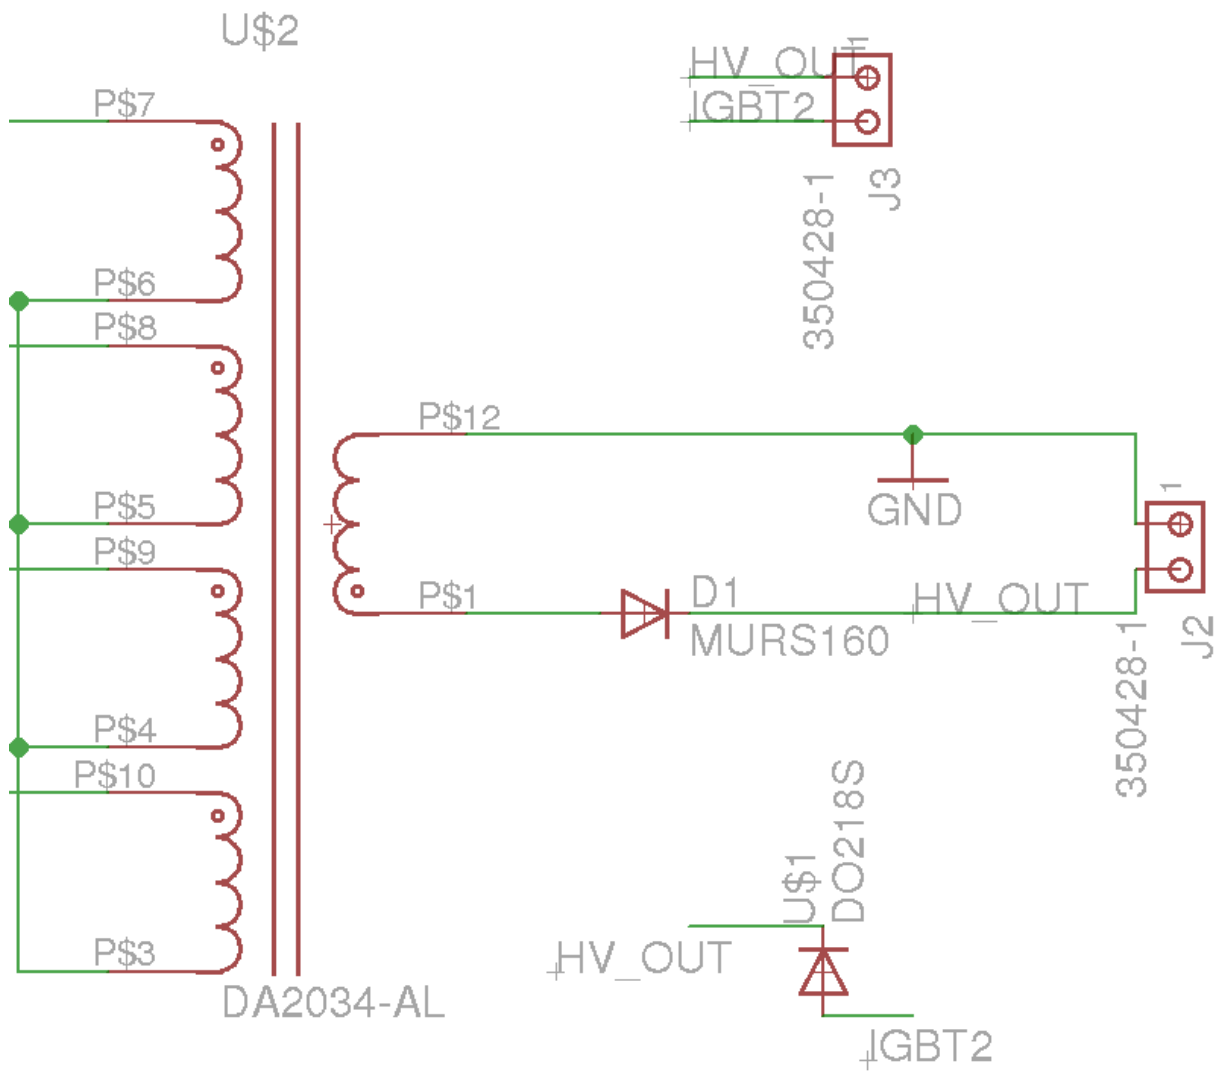 U$2
HV_OUT
1
IGBT2
J3
350428-1
P$7
P$6
P$8
P$5
P$9
P$4
P$10
P$3
DA2034-AL
P$12
GND
1
P$1
D1
MURS160
HV_OUT
J2
350428-1
U$1
DO218S
HV_OUT
IGBT2